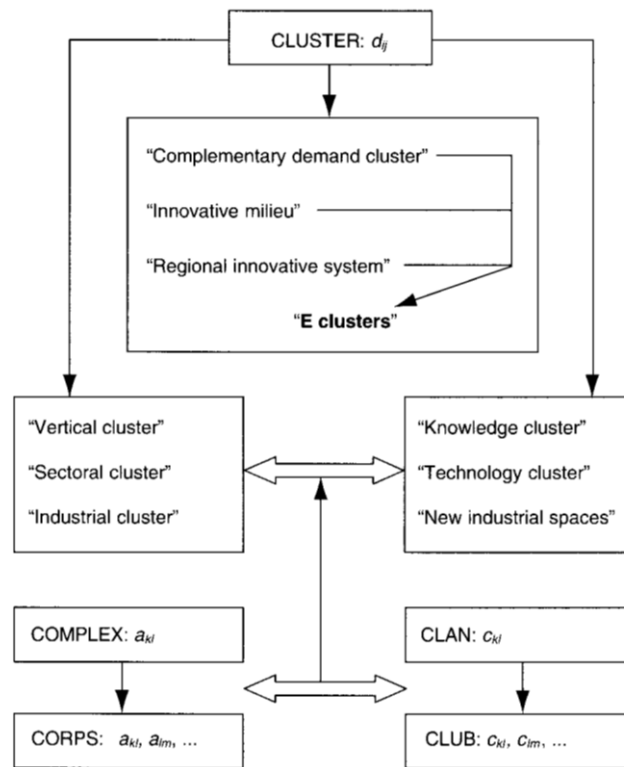 CLUSTER: dij
“Complementary demand cluster”
“Innovative milieu”
“Regional innovative system”
“E clusters”
“Vertical cluster”
“Sectoral cluster”
“Industrial cluster”
“Knowledge cluster”
“Technology cluster”
“New industrial spaces”
COMPLEX: akl
CLAN: ckl
CORPS: akl, alm, ...
CLUB: ckl, clm, ...